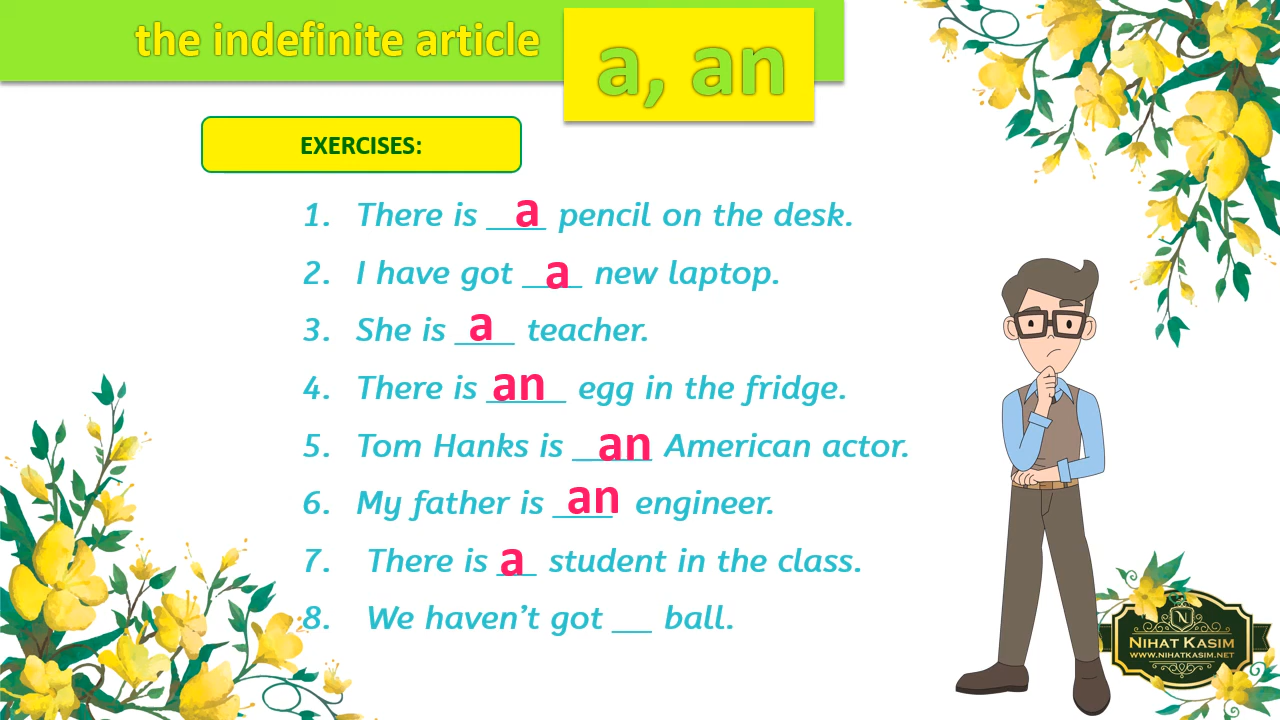 the indefinite article
a, an
EXERCISES:
1. There is a pencil on the desk.
2. I have got a new laptop.
3. She is a teacher.
4. There is an egg in the fridge.
5. Tom Hanks is an American actor.
6. My father is an engineer.
7. There is a student in the class.
8. We haven't got __ ball.
N
NIHAT KASIM
WWW.NIHATKASIM.NET